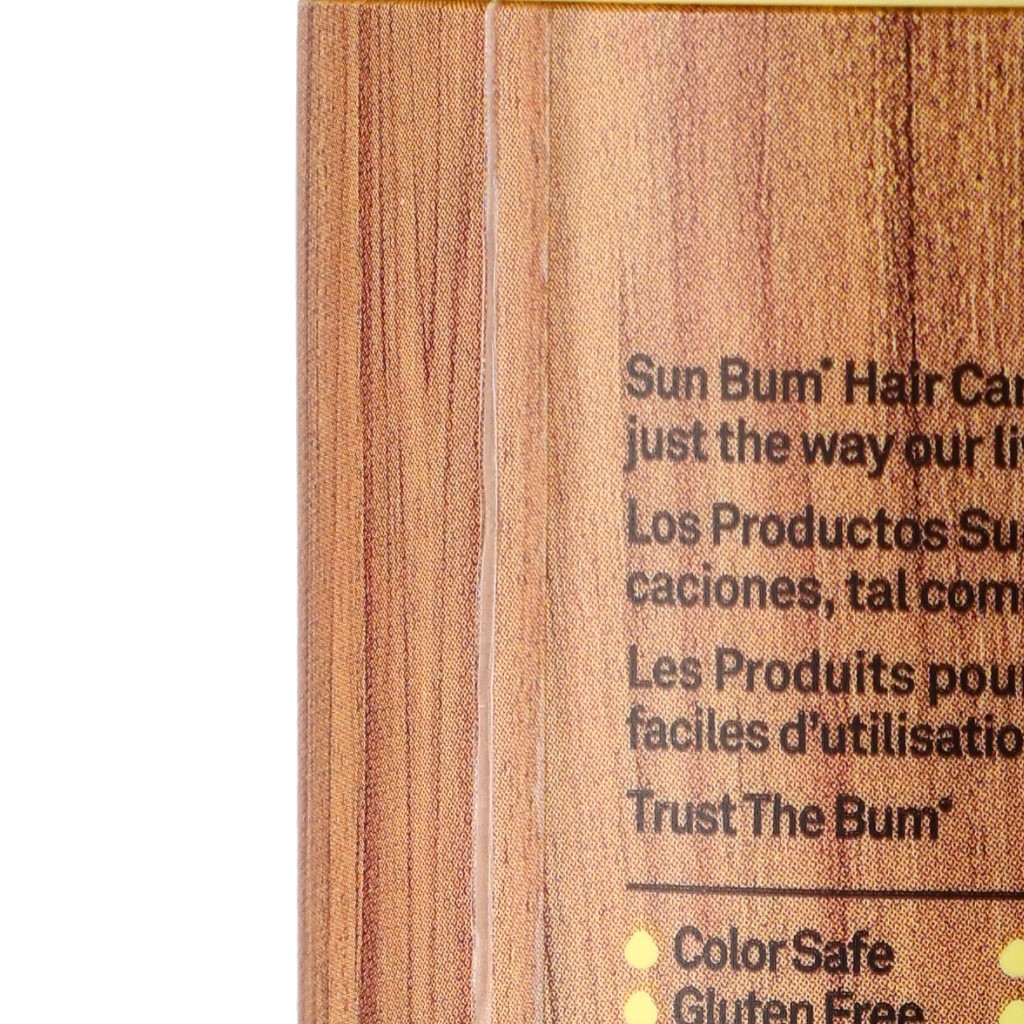 Sun Bum® Hair Car
just the way our li
Los Productos Su
caciones, tal com
Les Produits pou
faciles d'utilisatio
Trust The Bum®
Color Safe
Gluten Free